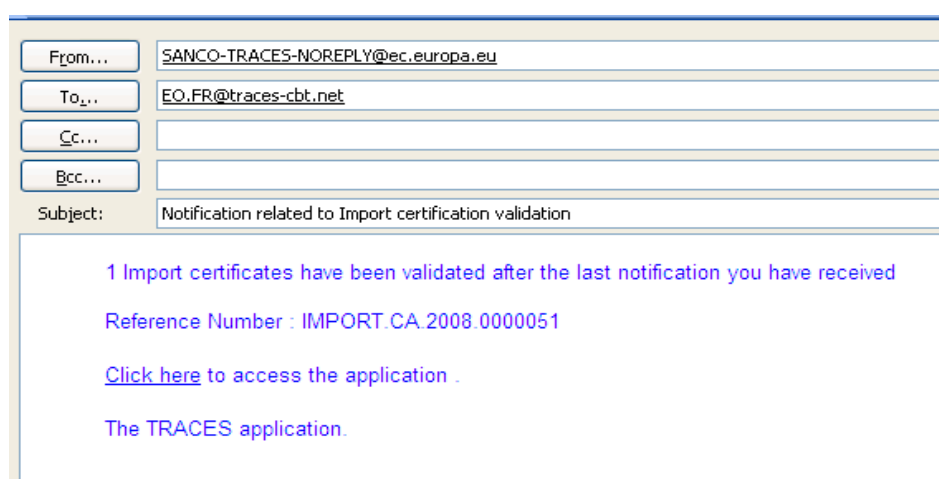 From... SANCO-TRACES-NOREPLY@ec.europa.eu
To... EO.FR@traces-cbt.net
Cc...
Bcc...
Subject: Notification related to Import certification validation
1 Import certificates have been validated after the last notification you have received
Reference Number : IMPORT.CA.2008.0000051
Click here to access the application .
The TRACES application.